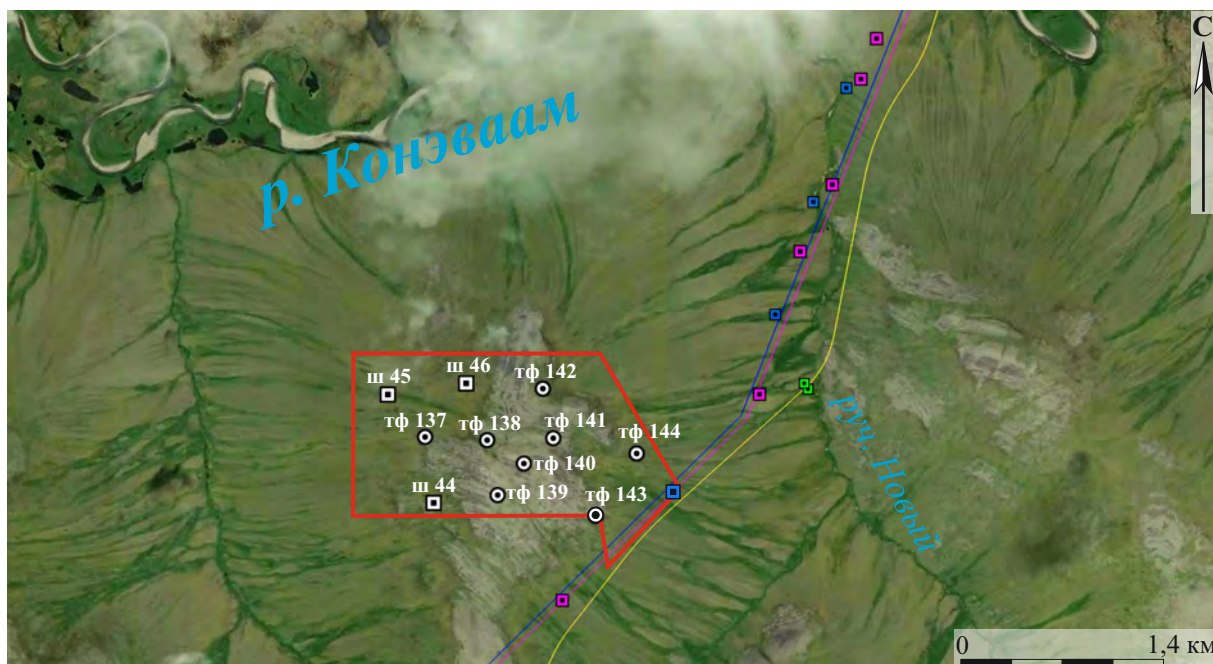 С
р. Конэваам
ш 45
ш 46
тф 142
тф 137
тф 138
тф 141
тф 144
тф 140
ш 44
тф 139
тф 143
руч. Новый
0 1,4 км